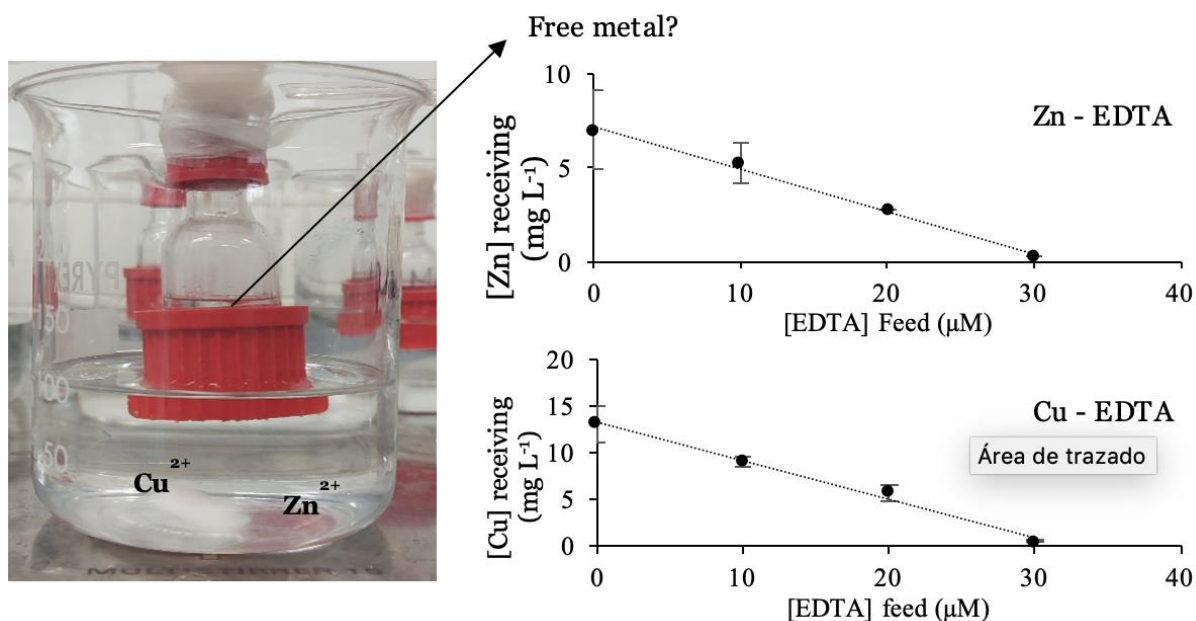 Free metal?
PYREX
150
100
50
Cu²⁺
Zn²⁺
MULTISTIRRER 15
10
5
0
[Zn] receiving
(mg L⁻¹)
Zn - EDTA
0 10 20 30 40
[EDTA] Feed (μM)
20
15
10
5
0
[Cu] receiving
(mg L⁻¹)
Cu - EDTA
Área de trazado
0 10 20 30 40
[EDTA] feed (μM)